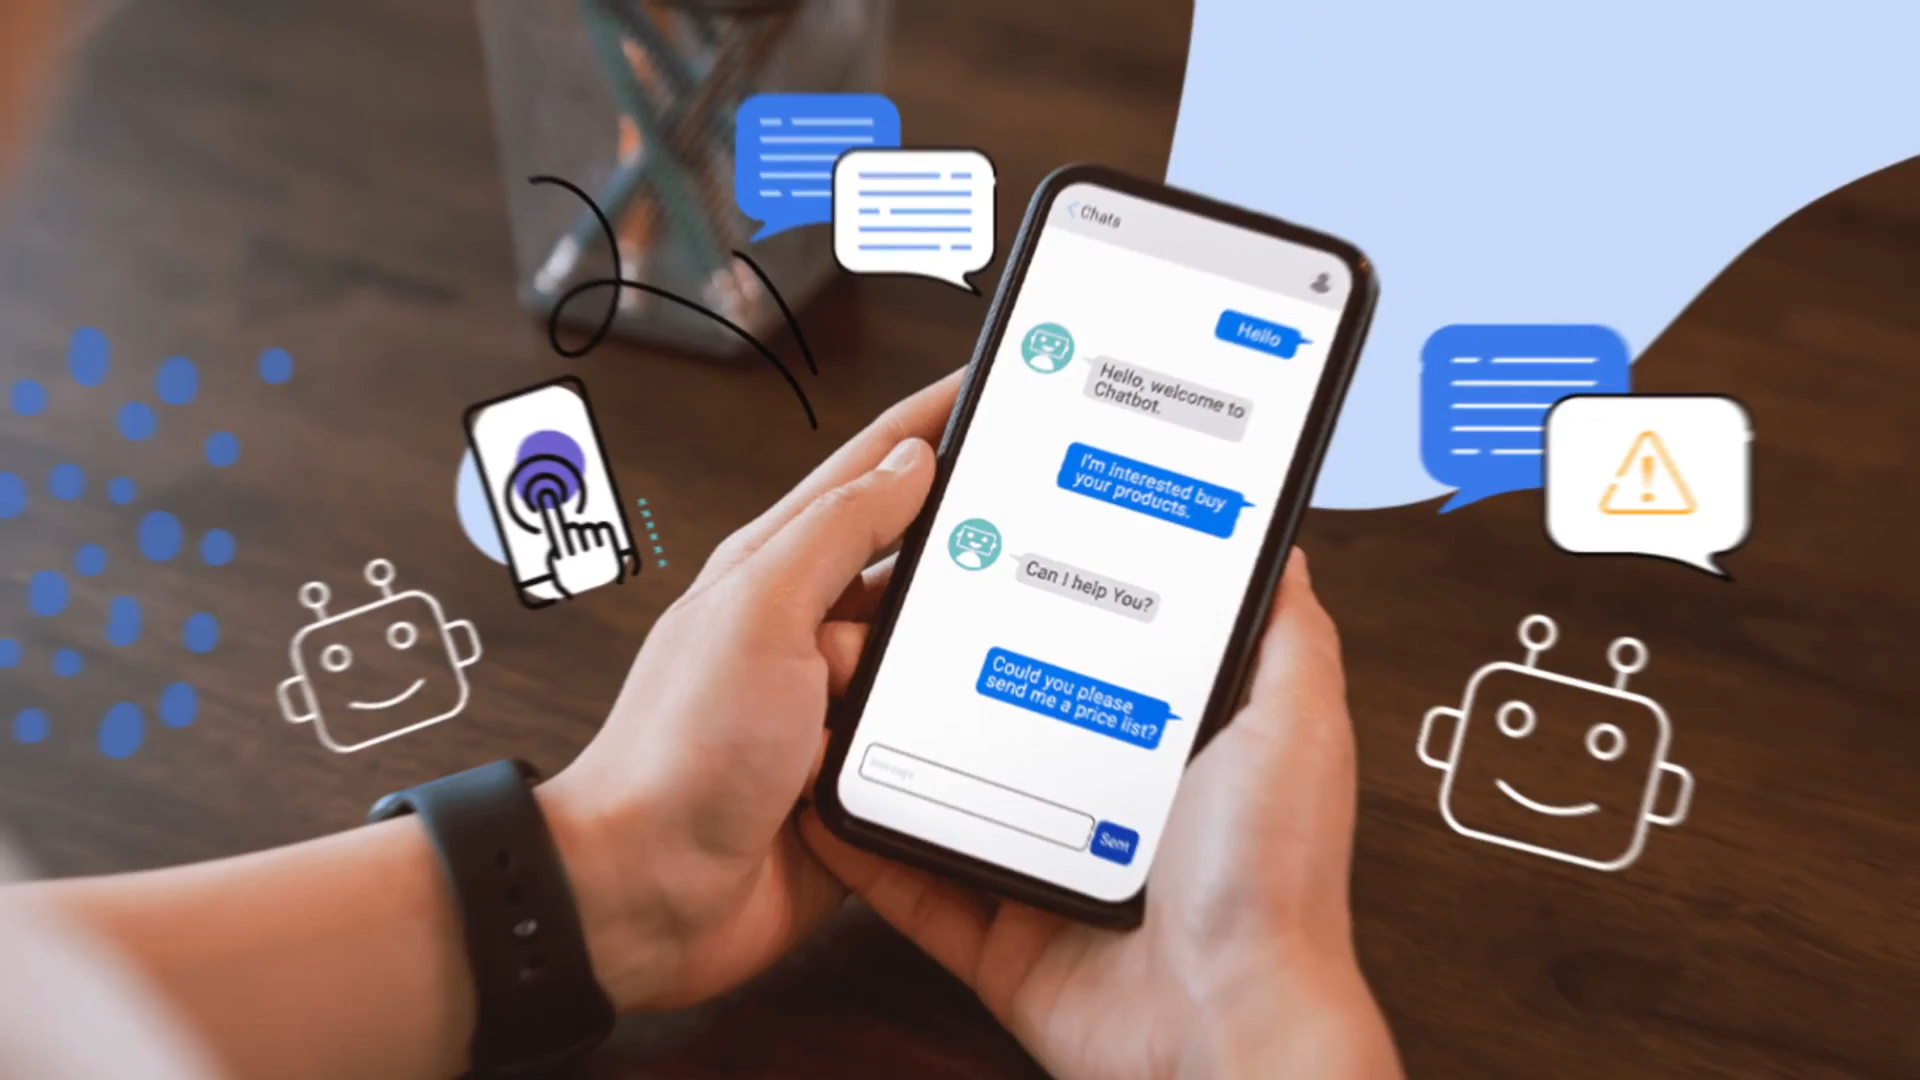 Chats
Hello
Hello, welcome to
Chatbot.
I'm interested buy
your products.
Can I help You?
Could you please
send me a price list?
Message
Sent